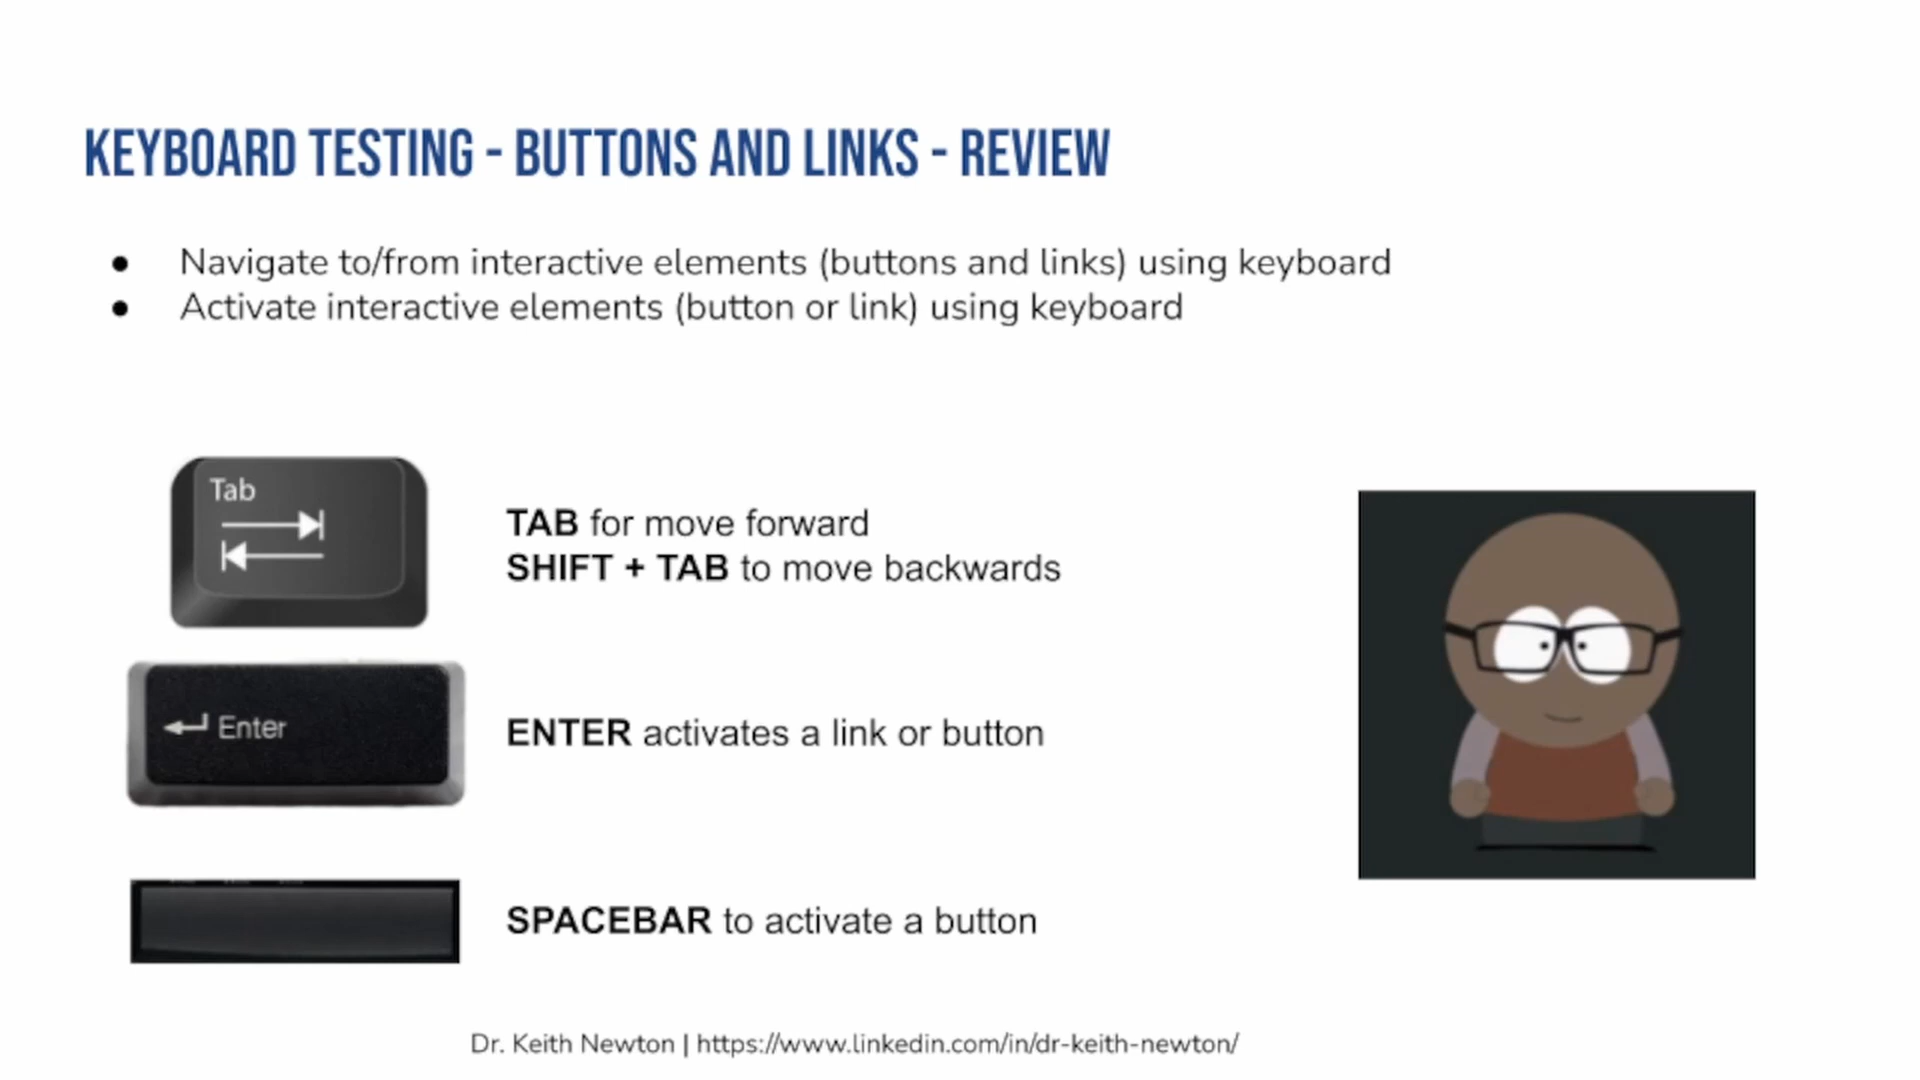 KEYBOARD TESTING - BUTTONS AND LINKS - REVIEW
● Navigate to/from interactive elements (buttons and links) using keyboard
● Activate interactive elements (button or link) using keyboard
Tab
TAB for move forward
SHIFT + TAB to move backwards
Enter
ENTER activates a link or button
SPACEBAR to activate a button
Dr. Keith Newton | https://www.linkedin.com/in/dr-keith-newton/